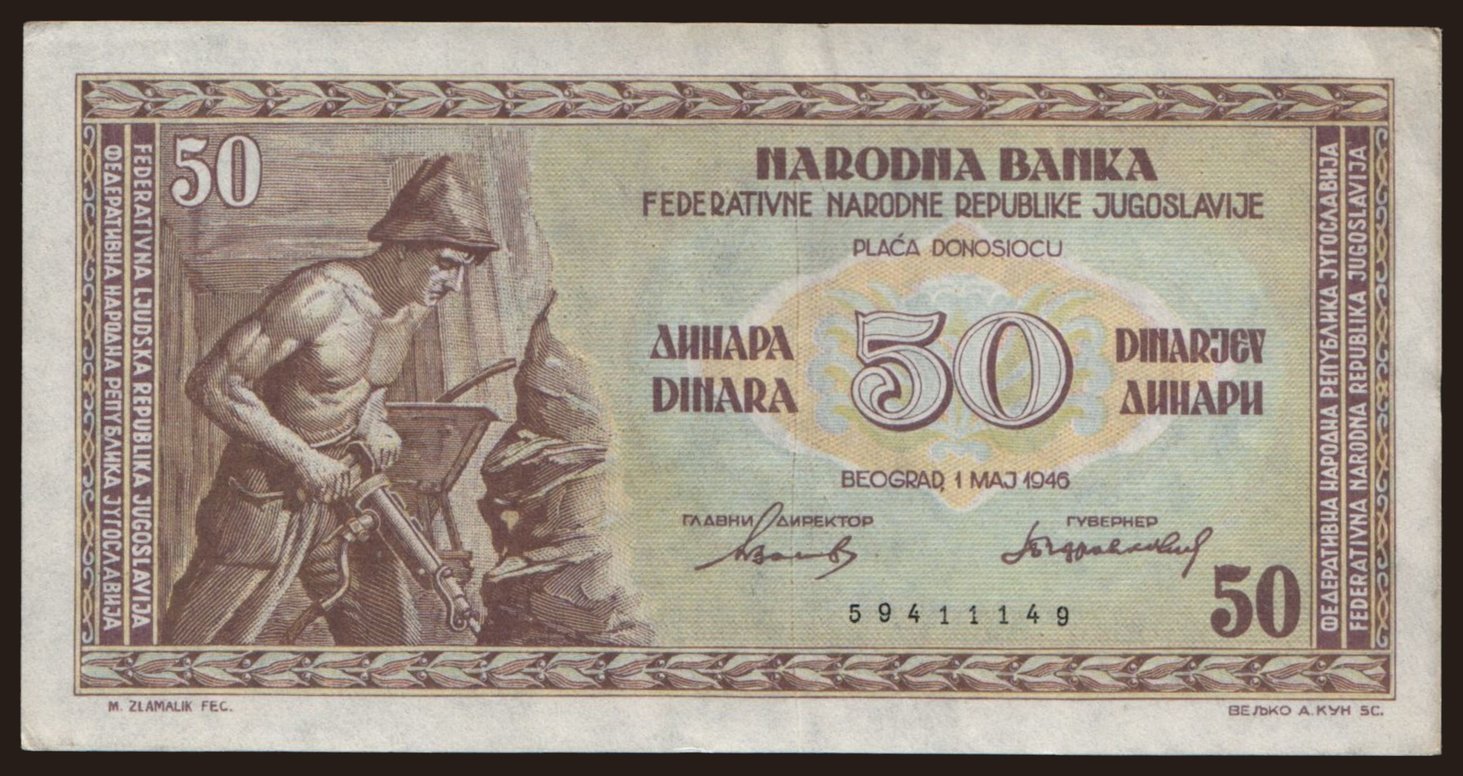 50
NARODNA BANKA
FEDERATIVNE NARODNE REPUBLIKE JUGOSLAVIJE
PLAĆA DONOSIOCU
ДИНАРА 50 DINARJEV
DINARA ДИНАРИ
BEOGRAD, 1 MAJ 1946
ГЛАВНИ ДИРЕКТОР ГУВЕРНЕР
59411149
50
FEDERATIVNA LJUDSKA REPUBLIKA JUGOSLAVIJA
ФЕДЕРАТИВНА НАРОДНА РЕПУБЛИКА ЈУГОСЛАВИЈА
ФЕДЕРАТИВНА НАРОДНА РЕПУБЛИКА ЈУГОСЛАВИЈА
FEDERATIVNA NARODNA REPUBLIKA JUGOSLAVIJA
M. ZLAMALIK FEC.
ВЕЉКО А. КУН SC.